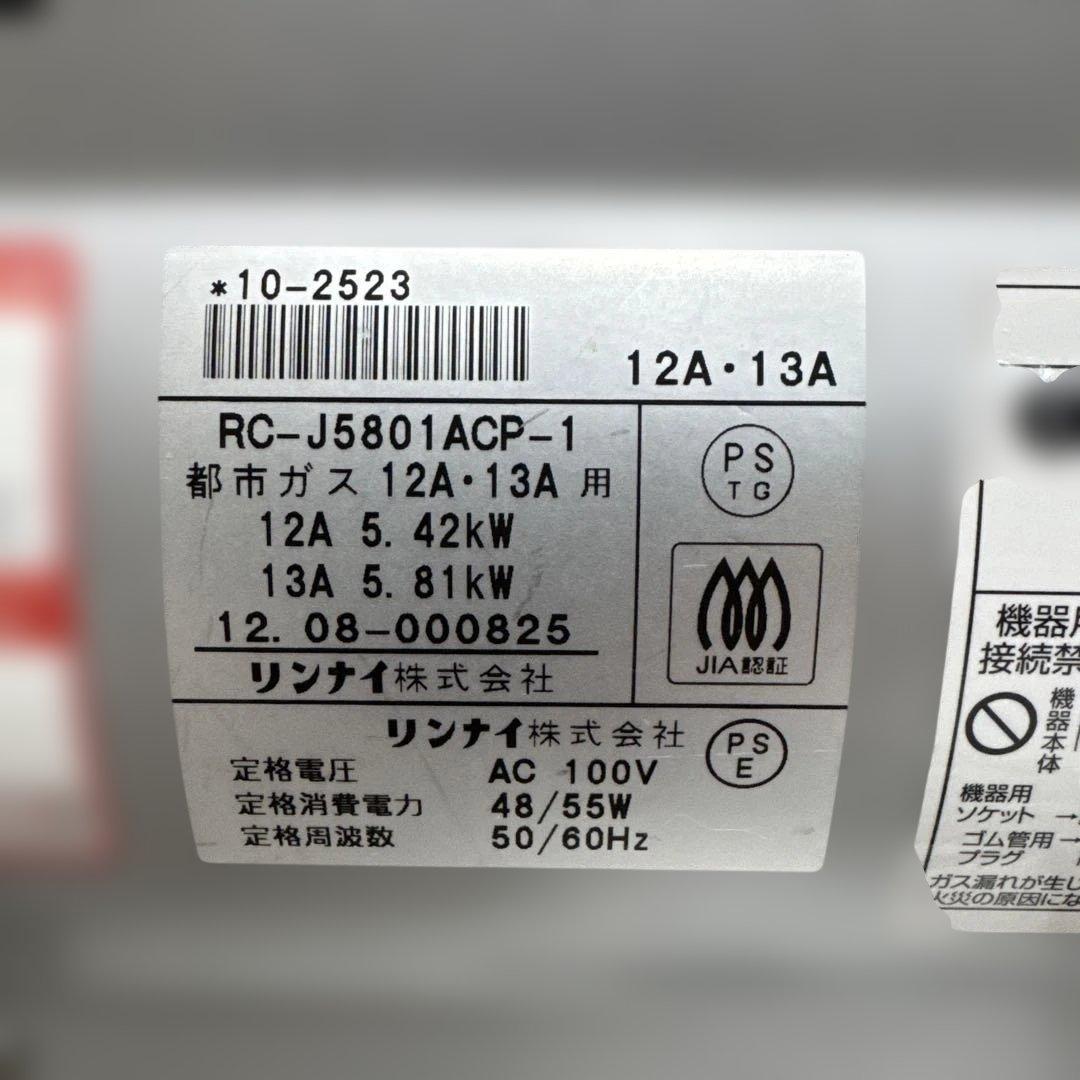 *10-2523
12A・13A
RC-J5801ACP-1
都市ガス 12A・13A 用
12A 5.42kW
13A 5.81kW
12.08-000825
リンナイ株式会社
PS
TG
JIA認証
リンナイ株式会社
PS
E
定格電圧 AC 100V
定格消費電力 48/55W
定格周波数 50/60Hz
機器用
接続禁
機器本体
機器用
ソケット →
ゴム管用 →
プラグ
ガス漏れが生じ
火災の原因にな